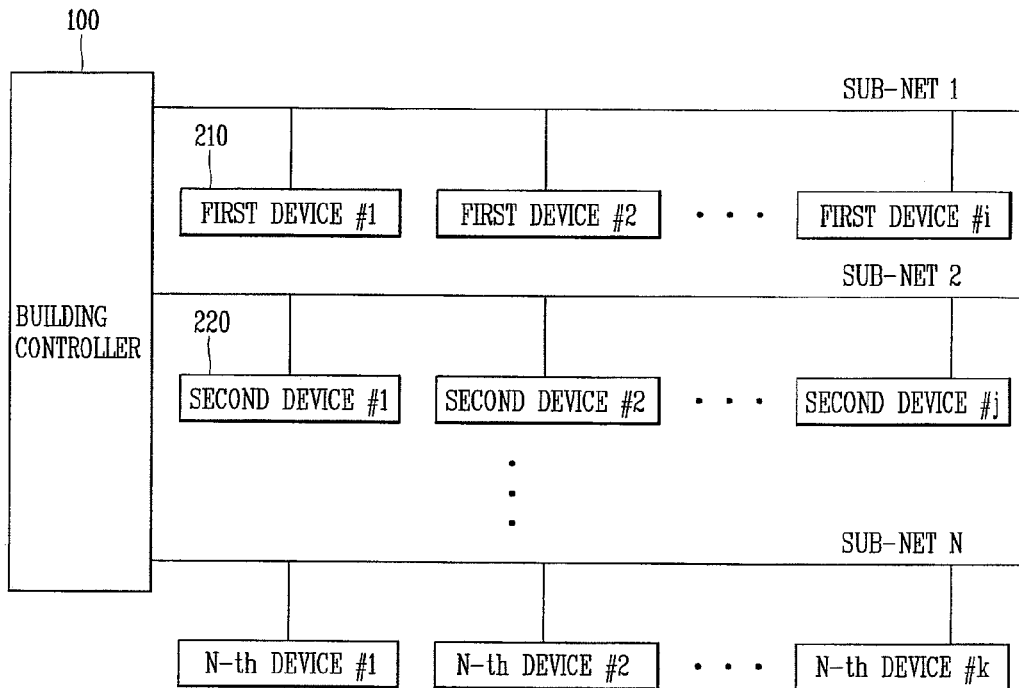 100
SUB-NET 1
210
FIRST DEVICE #1
FIRST DEVICE #2
FIRST DEVICE #i
SUB-NET 2
BUILDING
CONTROLLER
220
SECOND DEVICE #1
SECOND DEVICE #2
SECOND DEVICE #j
SUB-NET N
N-th DEVICE #1
N-th DEVICE #2
N-th DEVICE #k